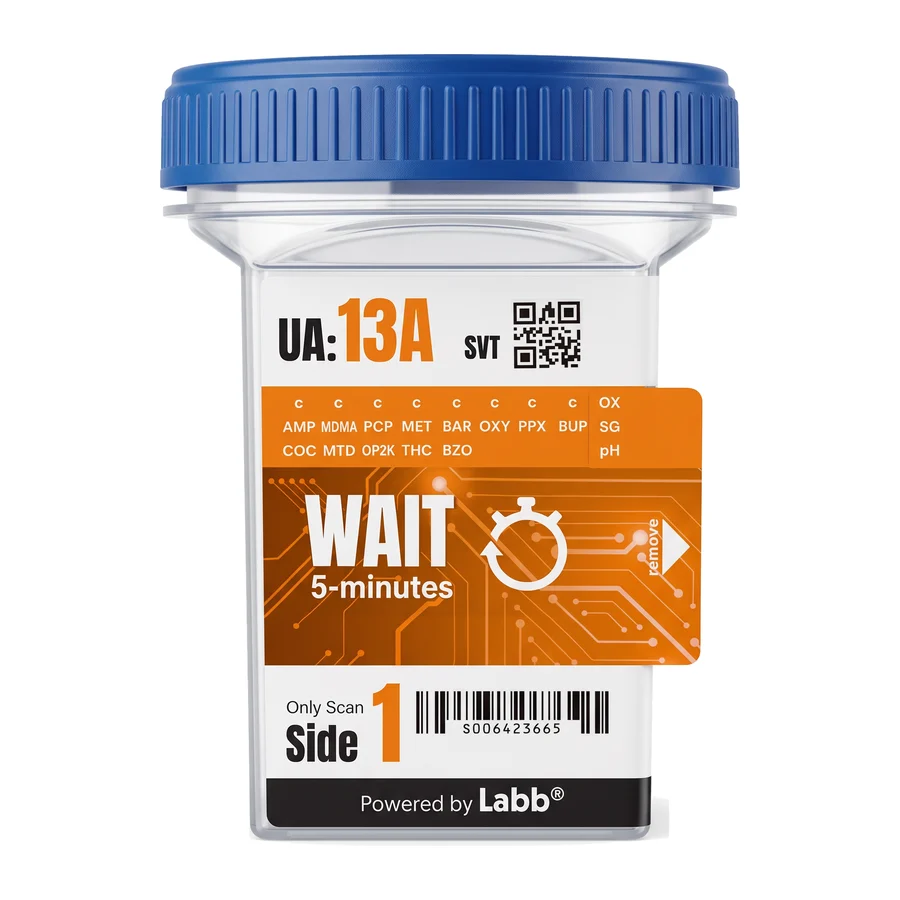 UA:13A SVT
c c c c c c c c OX
AMP MDMA PCP MET BAR OXY PPX BUP SG
COC MTD OP2K THC BZO pH
WAIT
5-minutes
remove
Only Scan
Side 1
S006423665
Powered by Labb®